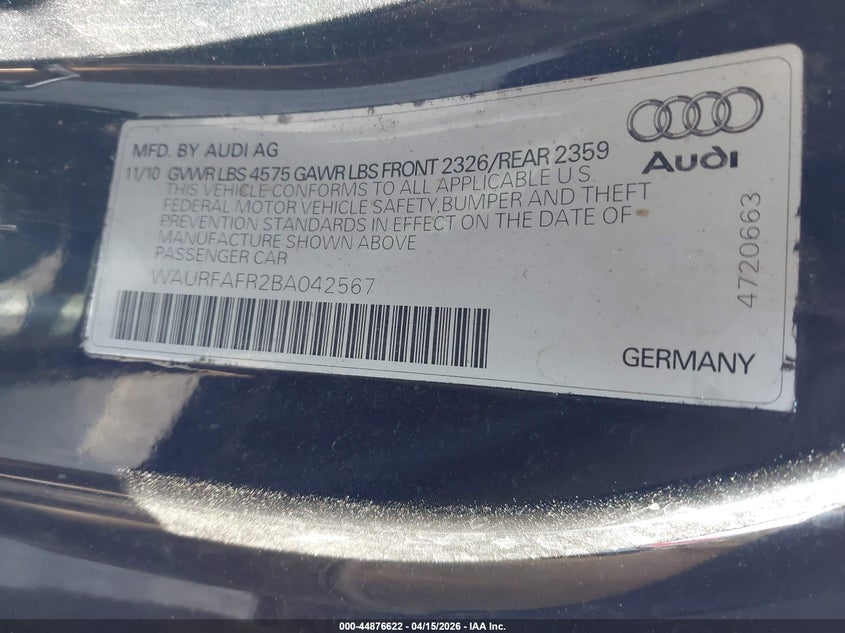 MFD. BY AUDI AG
11/10 GVWR LBS 4575 GAWR LBS FRONT 2326/REAR 2359
THIS VEHICLE CONFORMS TO ALL APPLICABLE U.S.
FEDERAL MOTOR VEHICLE SAFETY, BUMPER AND THEFT
PREVENTION STANDARDS IN EFFECT ON THE DATE OF
MANUFACTURE SHOWN ABOVE
PASSENGER CAR
WAURFAFR2BA042567
Audi
4720663
GERMANY
000-44876622 - 04/15/2026 - IAA Inc.